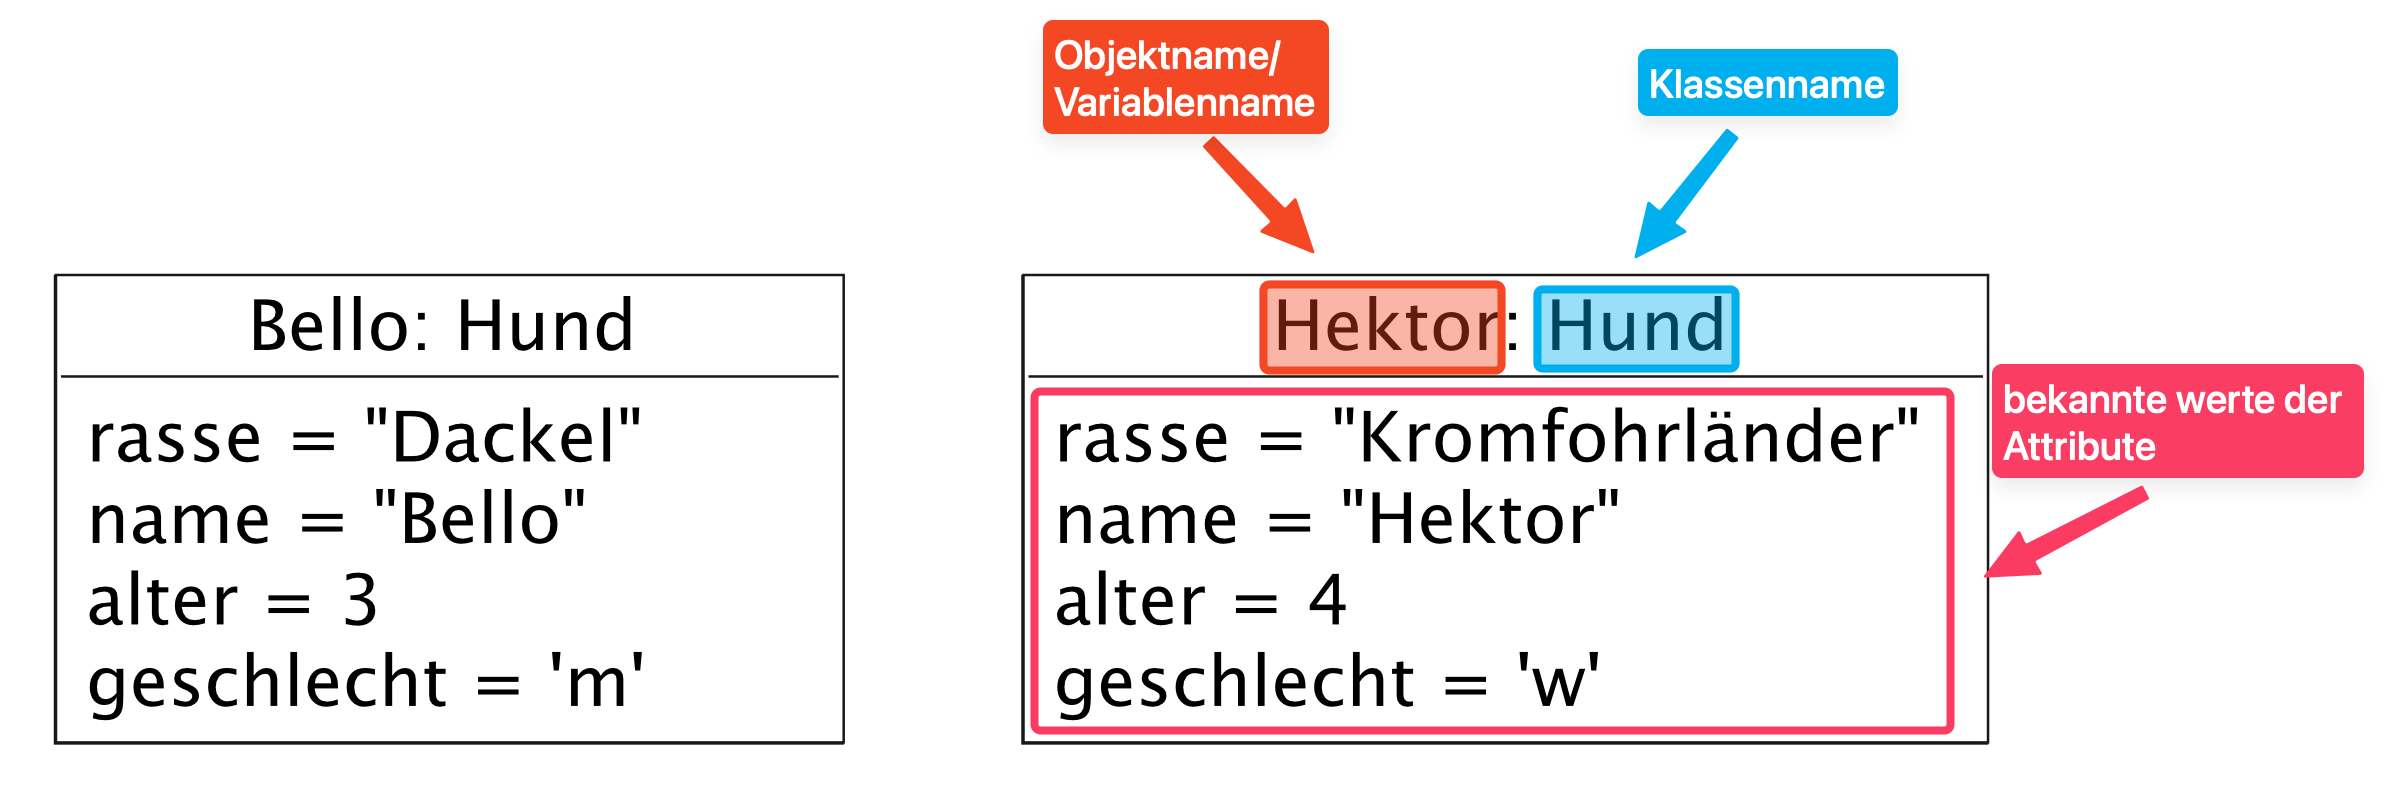 Objektname/
Variablenname
Klassenname
Bello: Hund
rasse = "Dackel"
name = "Bello"
alter = 3
geschlecht = 'm'
Hektor: Hund
rasse = "Kromfohrländer"
name = "Hektor"
alter = 4
geschlecht = 'w'
bekannte werte der
Attribute